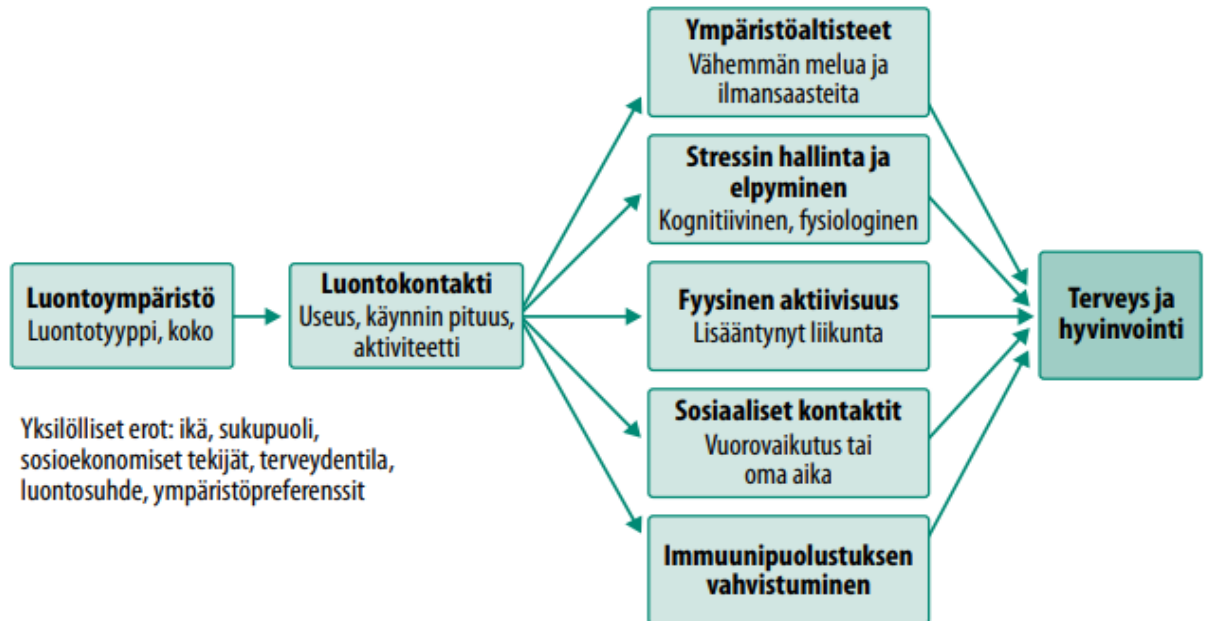 Luontoympäristö
Luontotyyppi, koko
Luontokontakti
Useus, käynnin pituus,
aktiviteetti
Ympäristöaltisteet
Vähemmän melua ja
ilmansaasteita
Stressin hallinta ja
elpyminen
Kognitiivinen, fysiologinen
Fyysinen aktiivisuus
Lisääntynyt liikunta
Sosiaaliset kontaktit
Vuorovaikutus tai
oma aika
Immuunipuolustuksen
vahvistuminen
Terveys ja
hyvinvointi
Yksilölliset erot: ikä, sukupuoli,
sosioekonomiset tekijät, terveydentila,
luontosuhde, ympäristöpreferenssit